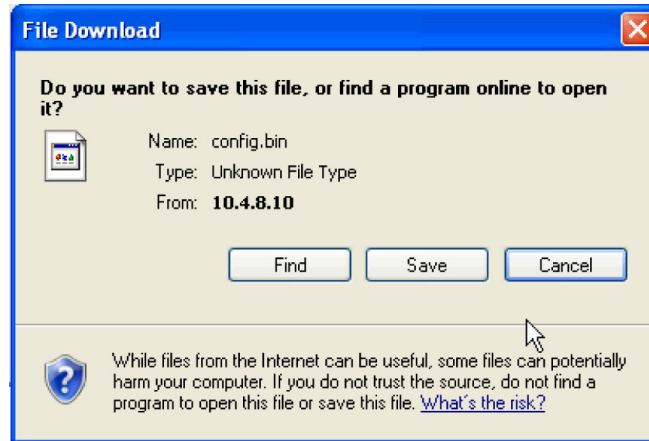 File Download
Do you want to save this file, or find a program online to open
it?
Name: config.bin
Type: Unknown File Type
From: 10.4.8.10
Find Save Cancel
While files from the Internet can be useful, some files can potentially
harm your computer. If you do not trust the source, do not find a
program to open this file or save this file. What's the risk?